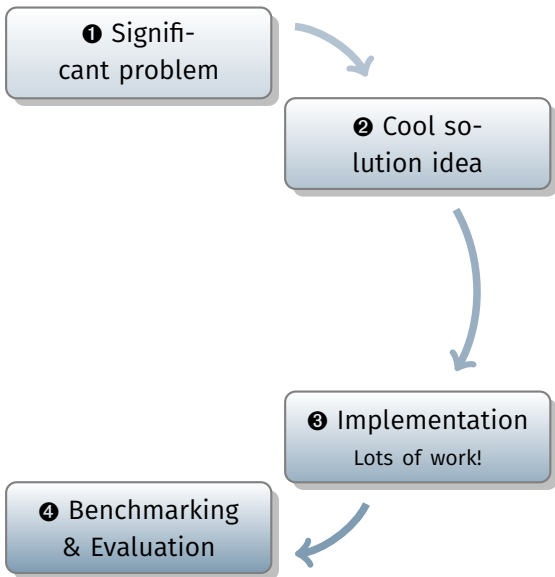 ❶ Signifi-
cant problem
❷ Cool so-
lution idea
❸ Implementation
Lots of work!
❹ Benchmarking
& Evaluation